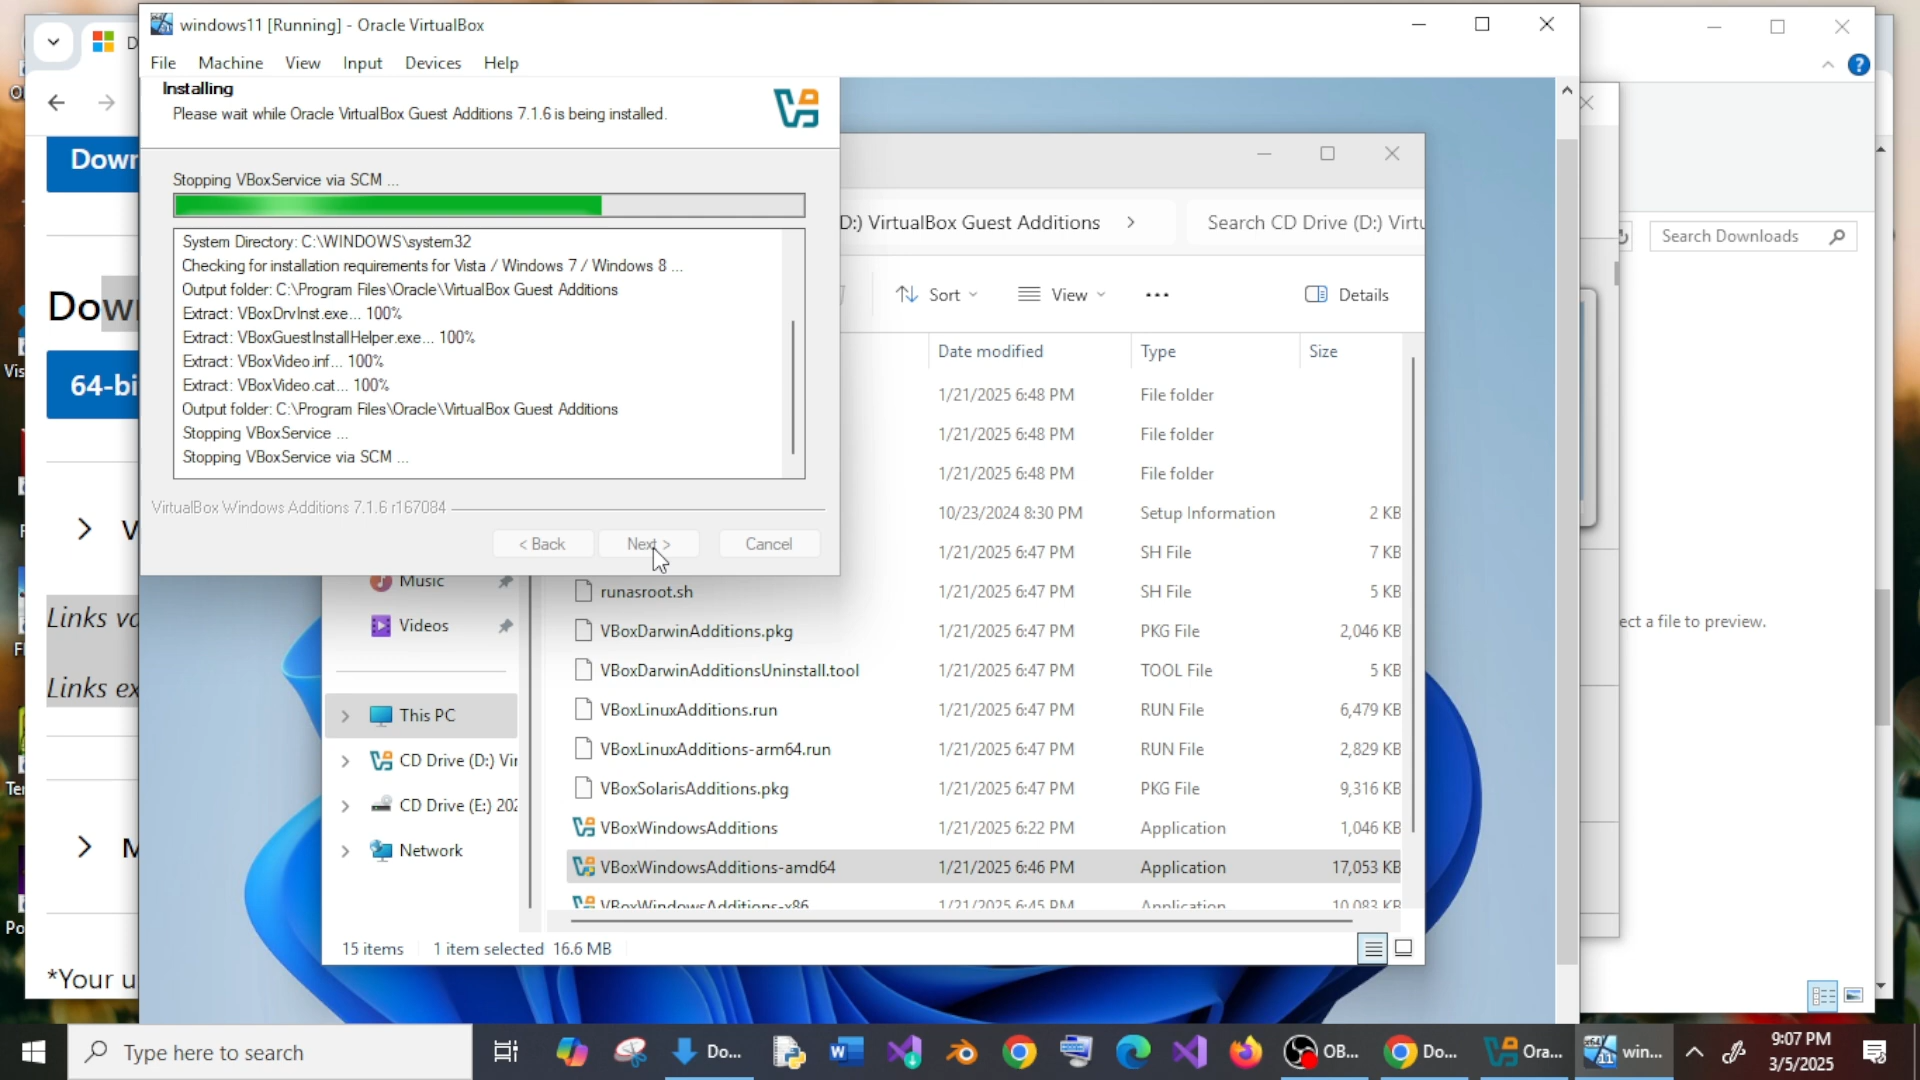 windows11 [Running] - Oracle VirtualBox
File Machine View Input Devices Help
Installing
Please wait while Oracle VirtualBox Guest Additions 7.1.6 is being installed.
Stopping VBoxService via SCM ...
System Directory: C:\WINDOWS\system32
Checking for installation requirements for Vista / Windows 7 / Windows 8 ...
Output folder: C:\Program Files\Oracle\VirtualBox Guest Additions
Extract: VBoxDrvInst.exe... 100%
Extract: VBoxGuestInstallHelper.exe... 100%
Extract: VBoxVideo.inf... 100%
Extract: VBoxVideo.cat... 100%
Output folder: C:\Program Files\Oracle\VirtualBox Guest Additions
Stopping VBoxService ...
Stopping VBoxService via SCM ...
VirtualBox Windows Additions 7.1.6 r167084
< Back Next > Cancel
D:) VirtualBox Guest Additions > Search CD Drive (D:) Virtu
Sort View ... Details
Date modified Type Size
1/21/2025 6:48 PM File folder
1/21/2025 6:48 PM File folder
1/21/2025 6:48 PM File folder
10/23/2024 8:30 PM Setup Information 2 KB
1/21/2025 6:47 PM SH File 7 KB
runasroot.sh 1/21/2025 6:47 PM SH File 5 KB
VBoxDarwinAdditions.pkg 1/21/2025 6:47 PM PKG File 2,046 KB
VBoxDarwinAdditionsUninstall.tool 1/21/2025 6:47 PM TOOL File 5 KB
VBoxLinuxAdditions.run 1/21/2025 6:47 PM RUN File 6,479 KB
VBoxLinuxAdditions-arm64.run 1/21/2025 6:47 PM RUN File 2,829 KB
VBoxSolarisAdditions.pkg 1/21/2025 6:47 PM PKG File 9,316 KB
VBoxWindowsAdditions 1/21/2025 6:22 PM Application 1,046 KB
VBoxWindowsAdditions-amd64 1/21/2025 6:46 PM Application 17,053 KB
VBoxWindowsAdditions-x86 1/21/2025 6:45 PM Application 10,083 KB
Music
Videos
This PC
CD Drive (D:) Vir
CD Drive (E:) 202
Network
15 items 1 item selected 16.6 MB
D
Down
Dow
64-bi
V
Links va
Links ex
M
*Your u
Search Downloads
ect a file to preview.
Type here to search
Do...
OB...
Do...
Ora...
win...
9:07 PM
3/5/2025